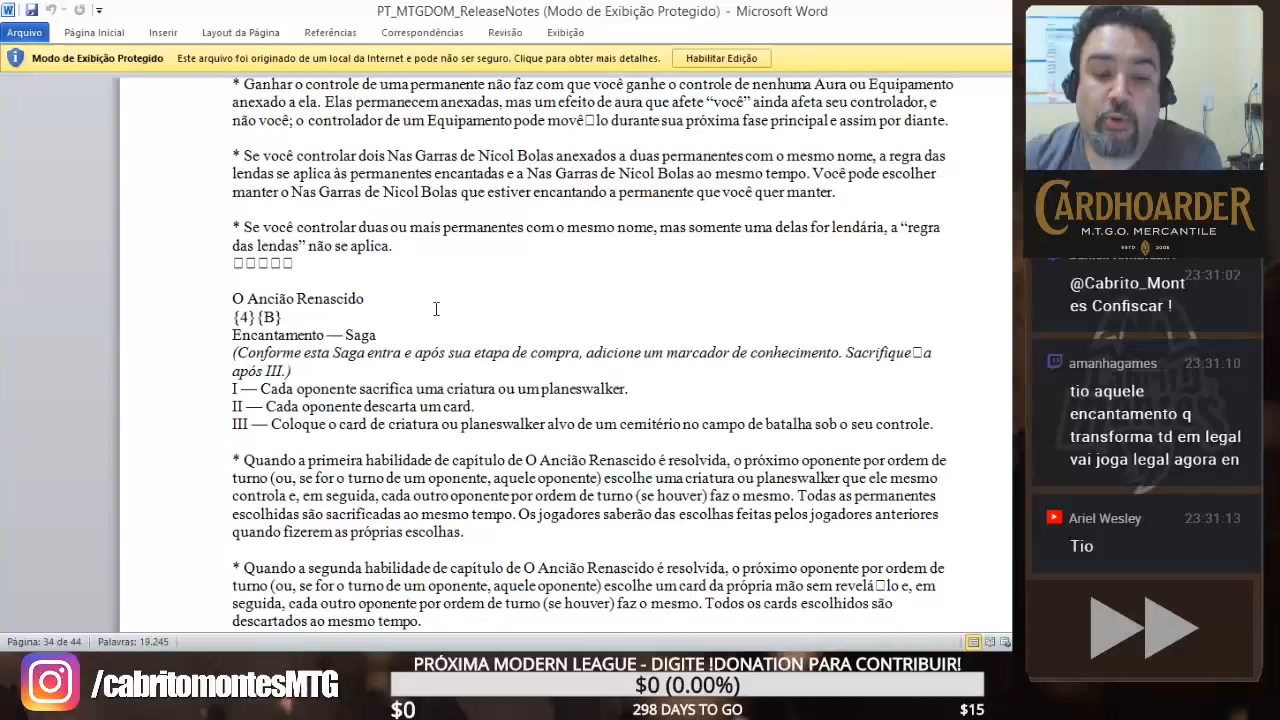 PT_MTGDOM_ReleaseNotes (Modo de Exibição Protegido) - Microsoft Word
Arquivo Página Inicial Inserir Layout da Página Referências Correspondências Revisão Exibição
Modo de Exibição Protegido Este arquivo foi originado de um local da Internet e pode não ser seguro. Clique para obter mais detalhes. Habilitar Edição
* Ganhar o controle de uma permanente não faz com que você ganhe o controle de nenhuma Aura ou Equipamento
anexado a ela. Elas permanecem anexadas, mas um efeito de aura que afete “você” ainda afeta seu controlador, e
não você; o controlador de um Equipamento pode movê□lo durante sua próxima fase principal e assim por diante.
* Se você controlar dois Nas Garras de Nicol Bolas anexados a duas permanentes com o mesmo nome, a regra das
lendas se aplica às permanentes encantadas e a Nas Garras de Nicol Bolas ao mesmo tempo. Você pode escolher
manter o Nas Garras de Nicol Bolas que estiver encantando a permanente que você quer manter.
* Se você controlar duas ou mais permanentes com o mesmo nome, mas somente uma delas for lendária, a “regra
das lendas” não se aplica.
□□□□□
O Ancião Renascido
{4}{B}
Encantamento — Saga
(Conforme esta Saga entra e após sua etapa de compra, adicione um marcador de conhecimento. Sacrifique□a
após III.)
I — Cada oponente sacrifica uma criatura ou um planeswalker.
II — Cada oponente descarta um card.
III — Coloque o card de criatura ou planeswalker alvo de um cemitério no campo de batalha sob o seu controle.
* Quando a primeira habilidade de capítulo de O Ancião Renascido é resolvida, o próximo oponente por ordem de
turno (ou, se for o turno de um oponente, aquele oponente) escolhe uma criatura ou planeswalker que ele mesmo
controla e, em seguida, cada outro oponente por ordem de turno (se houver) faz o mesmo. Todas as permanentes
escolhidas são sacrificadas ao mesmo tempo. Os jogadores saberão das escolhas feitas pelos jogadores anteriores
quando fizerem as próprias escolhas.
* Quando a segunda habilidade de capítulo de O Ancião Renascido é resolvida, o próximo oponente por ordem de
turno (ou, se for o turno de um oponente, aquele oponente) escolhe um card da própria mão sem revelá□lo e, em
seguida, cada outro oponente por ordem de turno (se houver) faz o mesmo. Todos os cards escolhidos são
descartados ao mesmo tempo.
Página: 34 de 44 Palavras: 19.245
CARDHOARDER
M.T.G.O. MERCANTILE
ESTD 2005
23:31:02
@Cabrito_Mont
es Confiscar !
amanhagames 23:31:10
tio aquele
encantamento q
transforma td em legal
vai joga legal agora en
Ariel Wesley 23:31:13
Tio
/cabritomontesMTG
PRÓXIMA MODERN LEAGUE - DIGITE !DONATION PARA CONTRIBUIR!
$0 (0.00%)
$0 298 DAYS TO GO $15